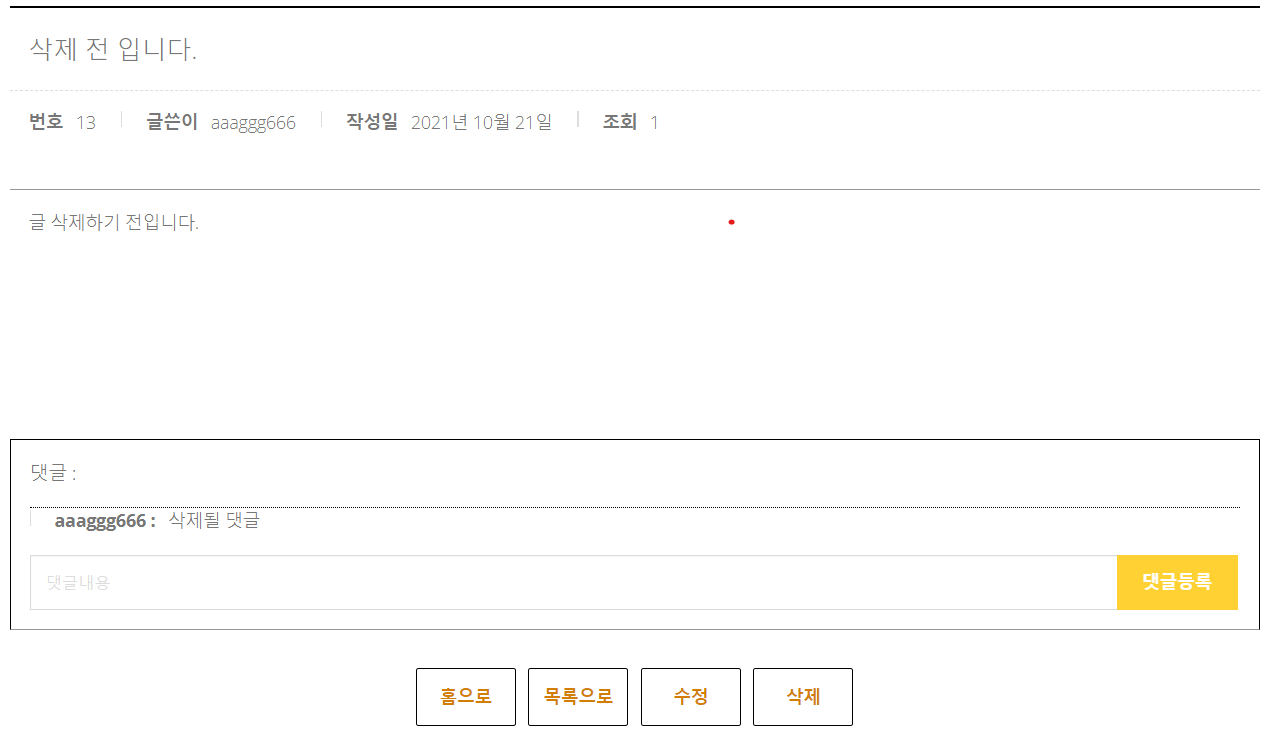 삭제 전 입니다.
번호 13 글쓴이 aaaggg666 작성일 2021년 10월 21일 조회 1
글 삭제하기 전입니다.
댓글 :
aaaggg666 : 삭제될 댓글
댓글내용 댓글등록
홈으로 목록으로 수정 삭제